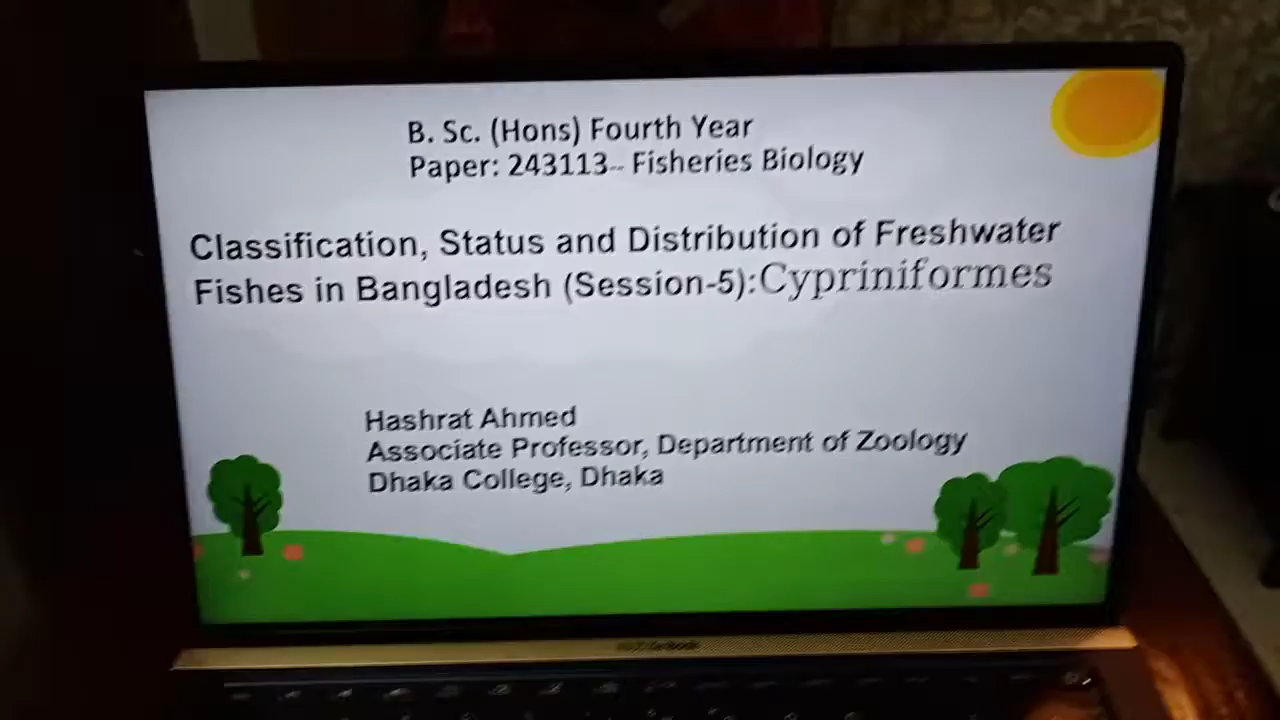 B. Sc. (Hons) Fourth Year
Paper: 243113-- Fisheries Biology
Classification, Status and Distribution of Freshwater
Fishes in Bangladesh (Session-5):Cypriniformes
Hashrat Ahmed
Associate Professor, Department of Zoology
Dhaka College, Dhaka